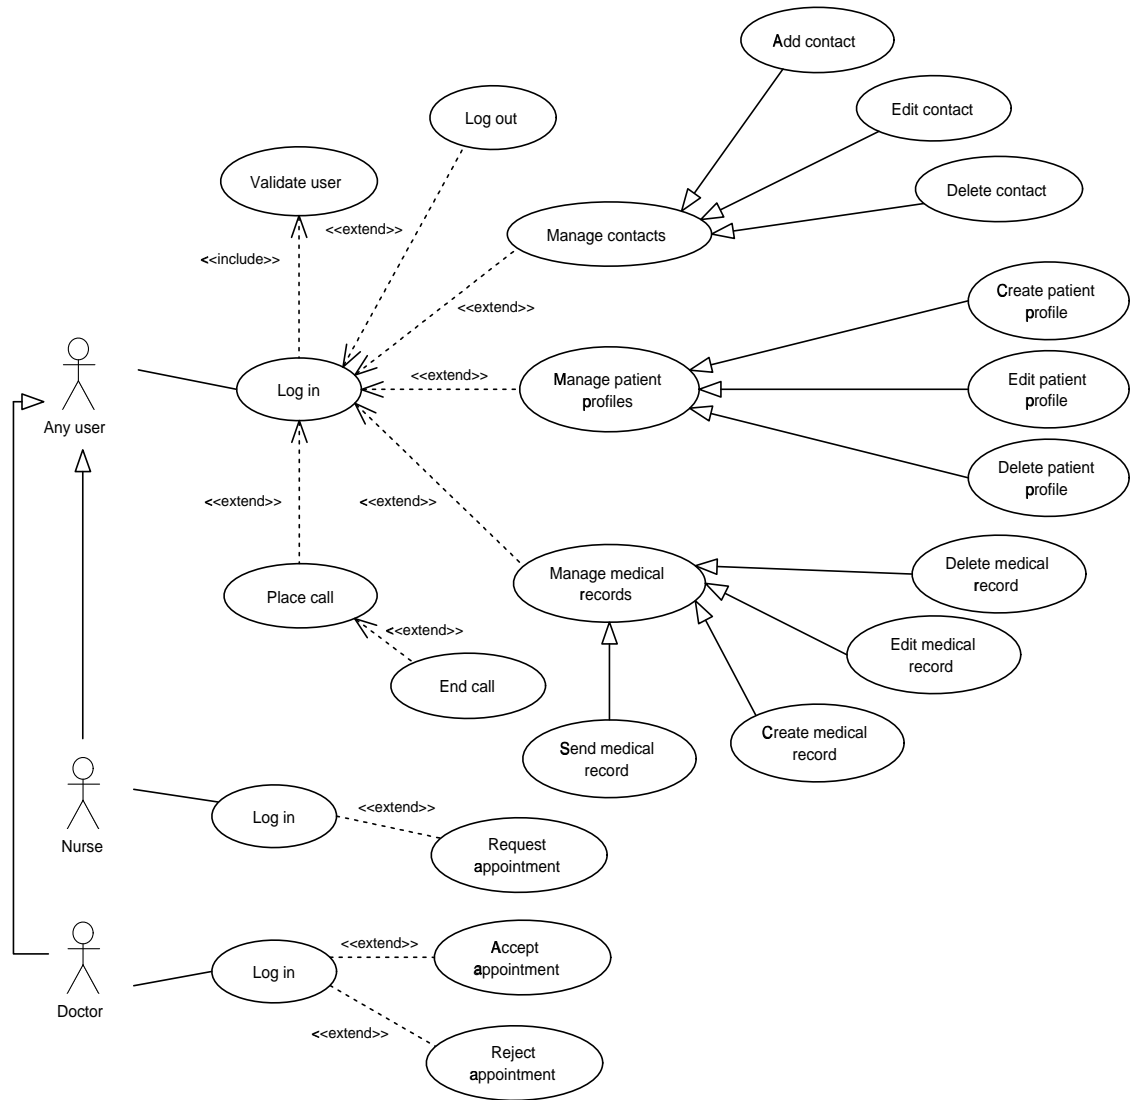 Add contact
Log out
Edit contact
Validate user
Delete contact
<<extend>>
Manage contacts
<<include>>
Create patient
profile
<<extend>>
Any user
Log in
<<extend>>
Manage patient
profiles
Edit patient
profile
Delete patient
profile
<<extend>>
<<extend>>
Manage medical
records
Delete medical
record
Place call
<<extend>>
Edit medical
record
End call
Send medical
record
Create medical
record
Nurse
Log in
<<extend>>
Request
appointment
Doctor
Log in
<<extend>>
Accept
appointment
<<extend>>
Reject
appointment